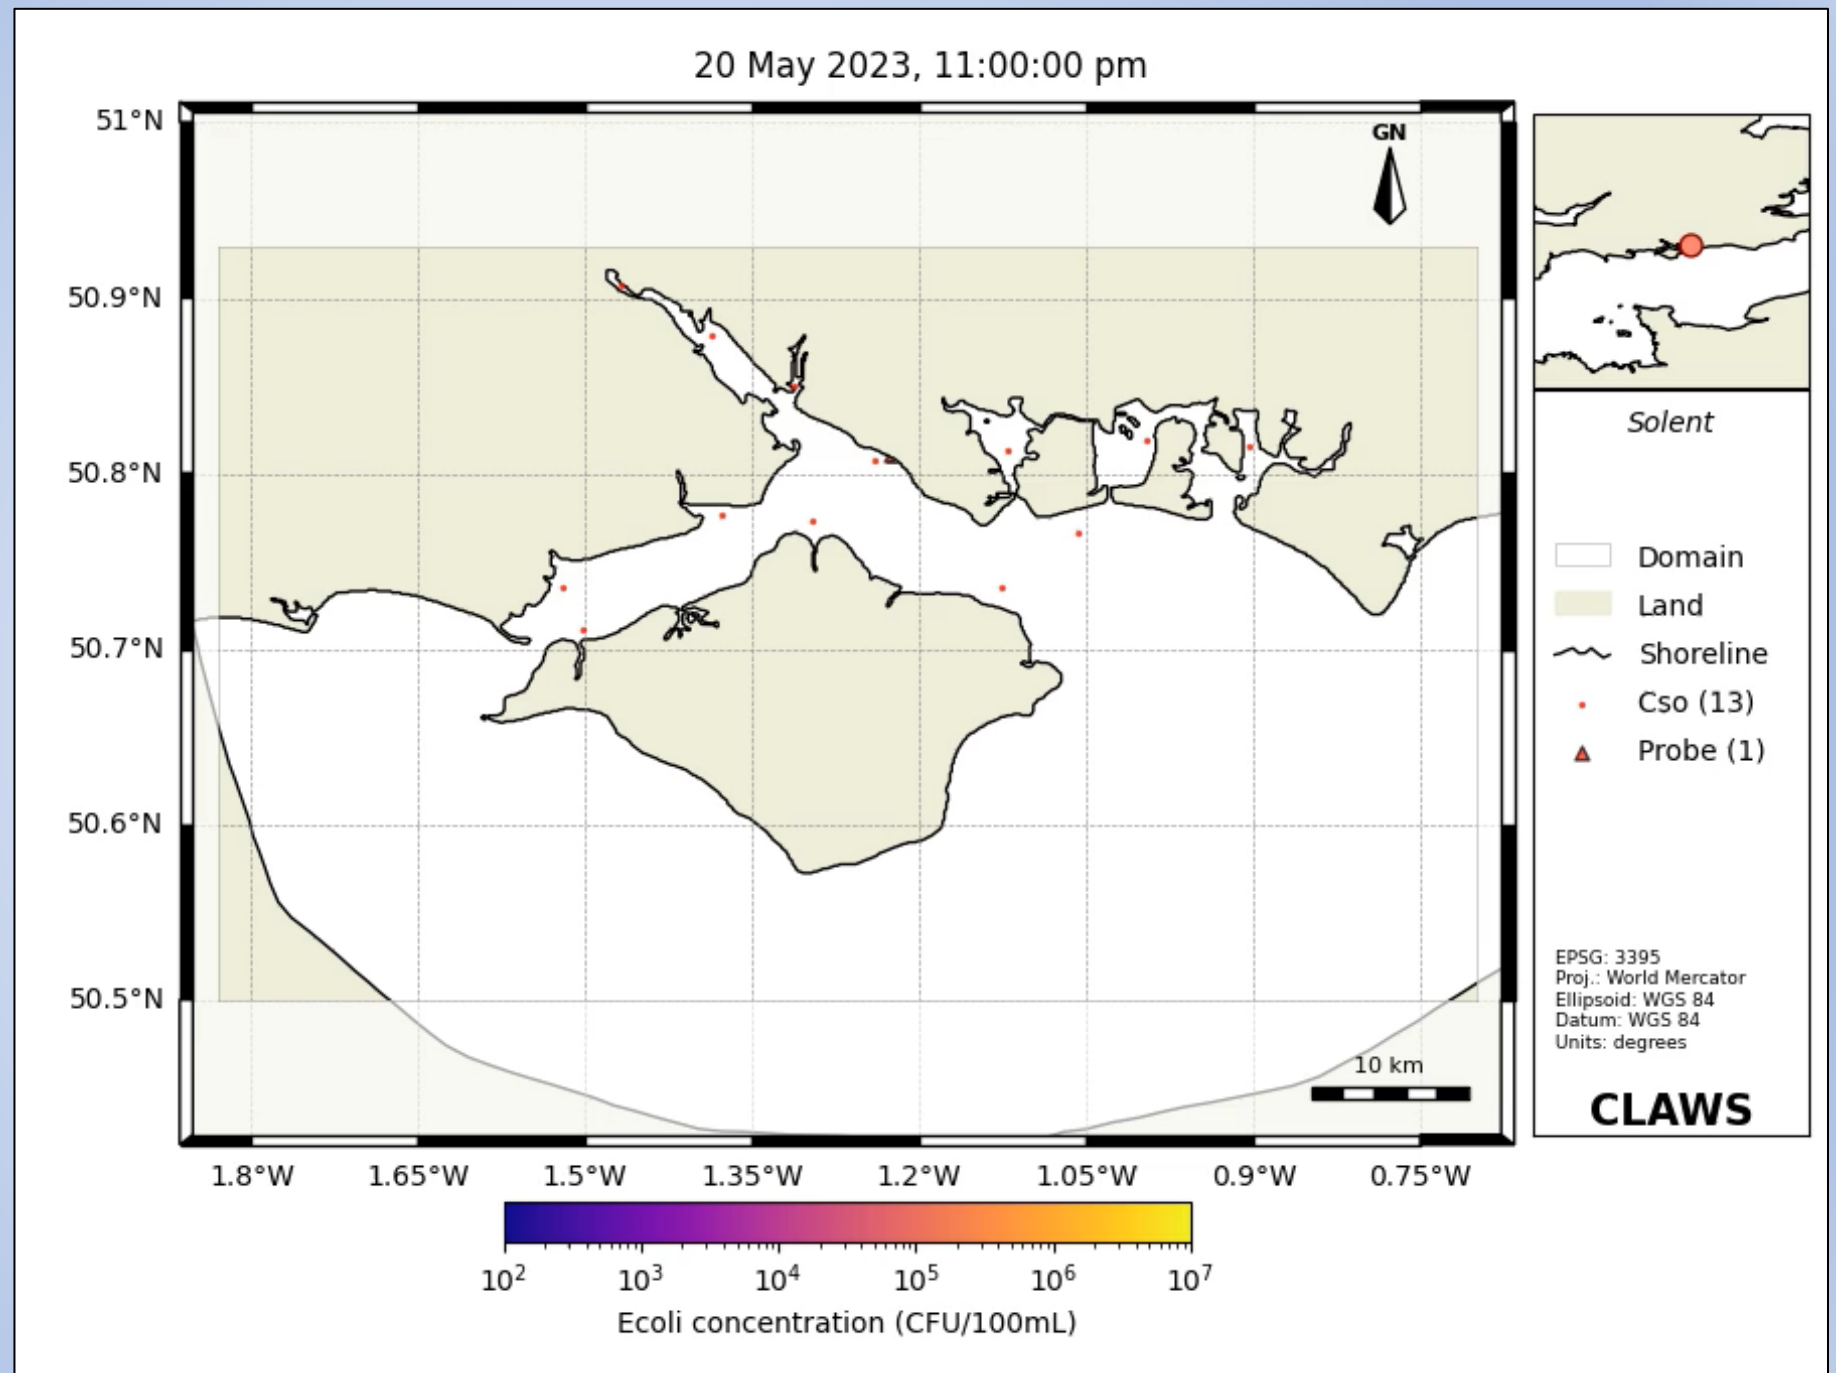 20 May 2023, 11:00:00 pm
51°N
50.9°N
50.8°N
50.7°N
50.6°N
50.5°N
GN
10 km
1.8°W 1.65°W 1.5°W 1.35°W 1.2°W 1.05°W 0.9°W 0.75°W
10² 10³ 10⁴ 10⁵ 10⁶ 10⁷
Ecoli concentration (CFU/100mL)
Solent
Domain
Land
Shoreline
Cso (13)
Probe (1)
EPSG: 3395
Proj.: World Mercator
Ellipsoid: WGS 84
Datum: WGS 84
Units: degrees
CLAWS